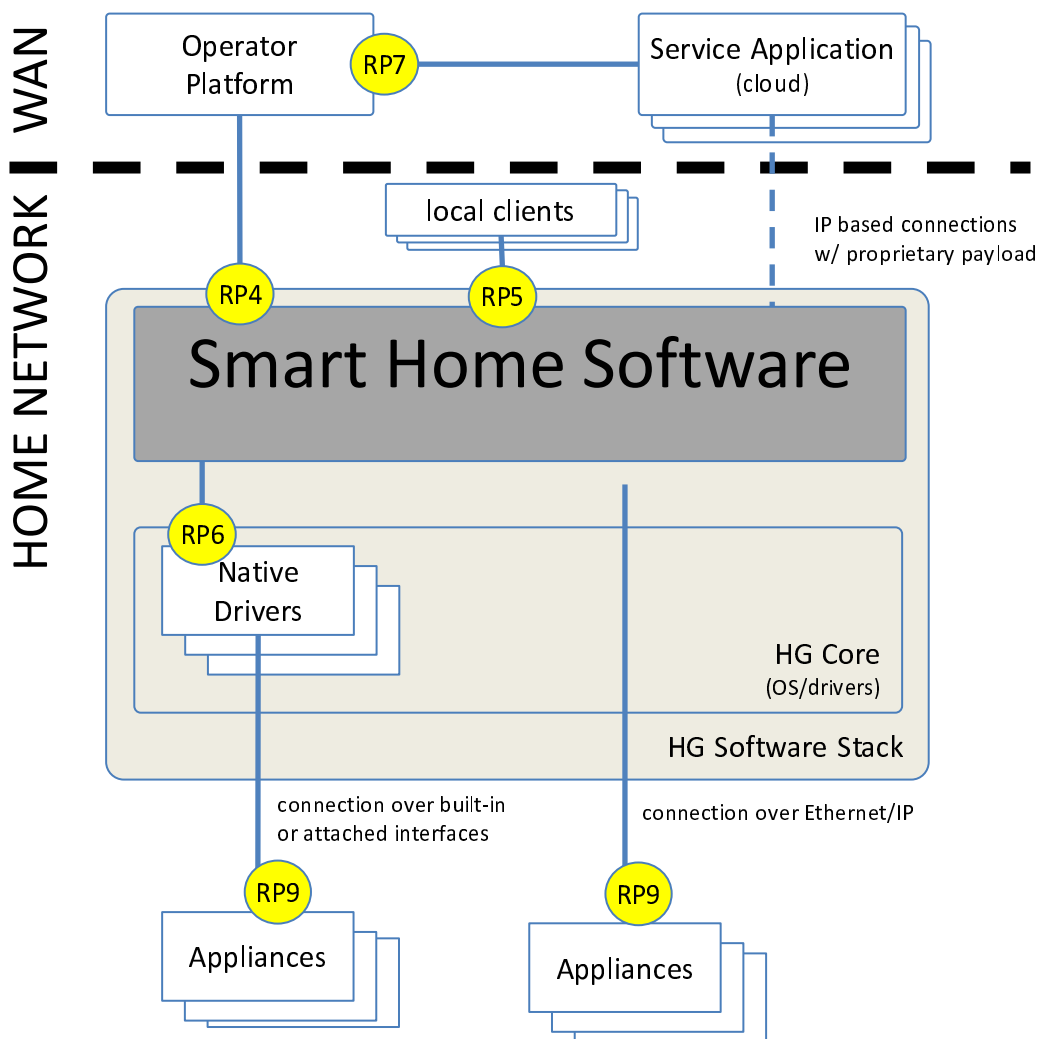 WAN
Operator
Platform
RP7
Service Application
(cloud)
HOME NETWORK
local clients
IP based connections
w/ proprietary payload
RP4
RP5
Smart Home Software
RP6
Native
Drivers
HG Core
(OS/drivers)
HG Software Stack
connection over built-in
or attached interfaces
connection over Ethernet/IP
RP9
RP9
Appliances
Appliances